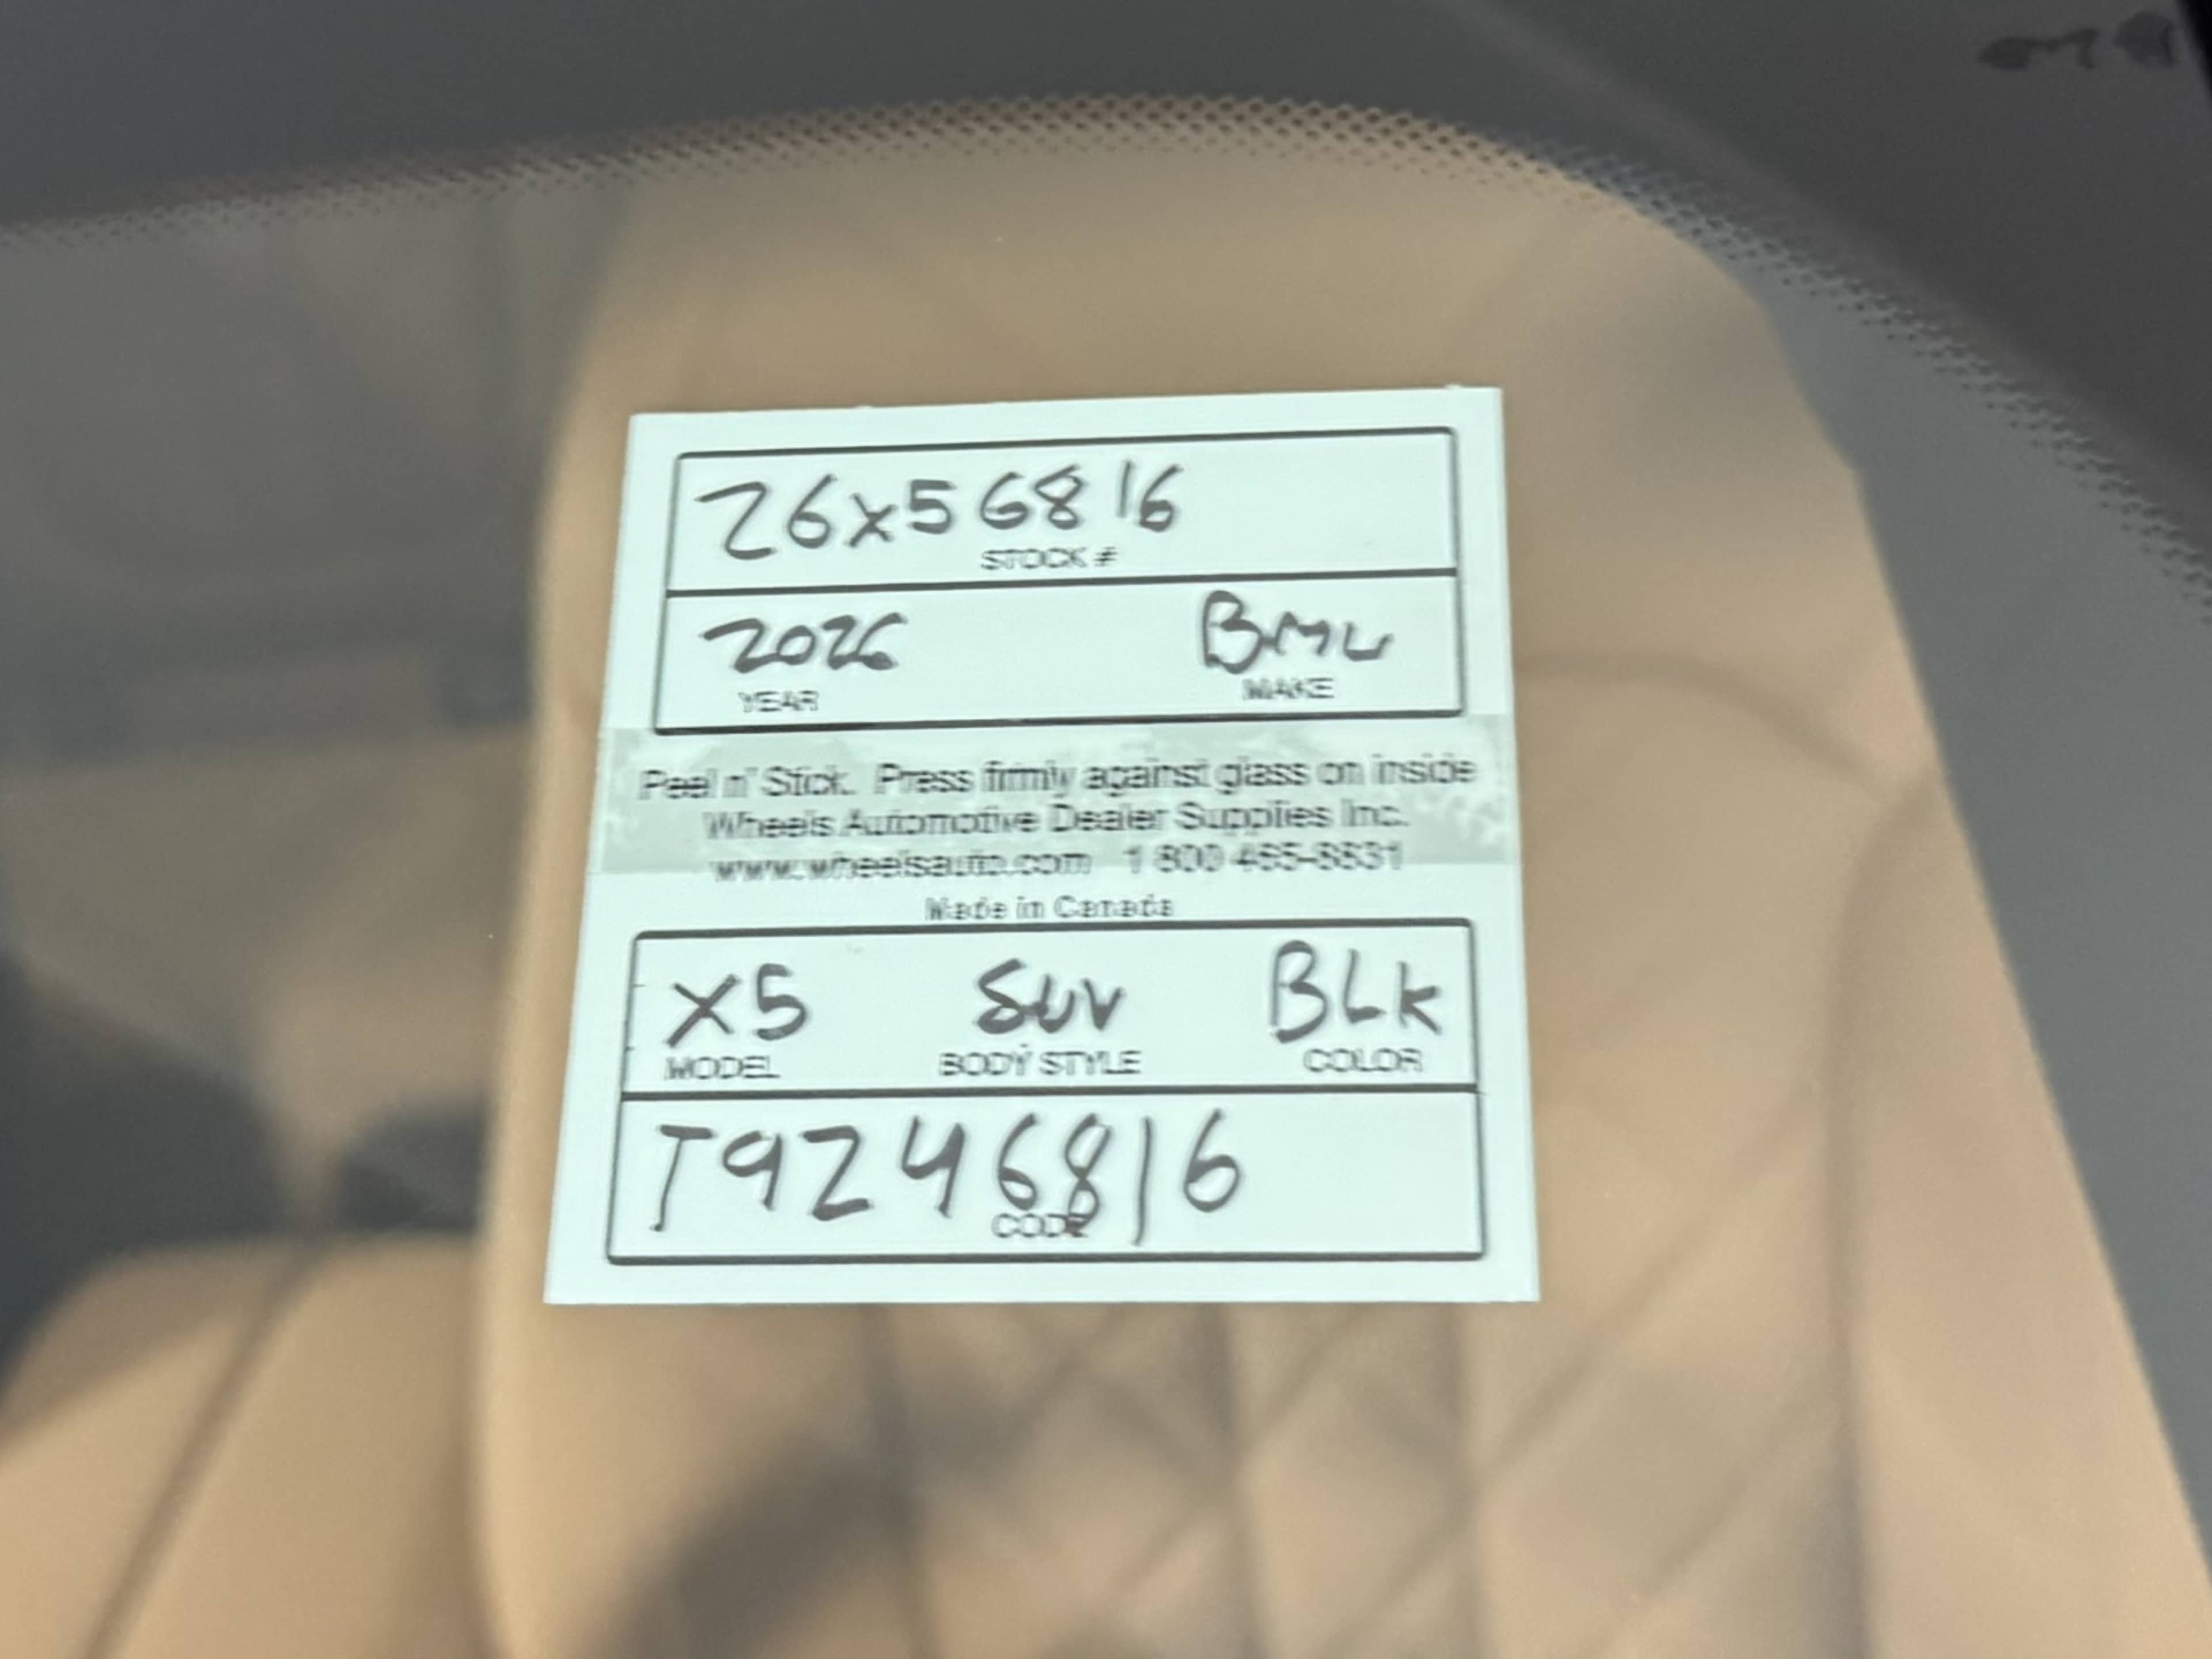 26x56816
STOCK #
2026 BMW
YEAR MAKE
Peel n' Stick. Press firmly against glass on inside
Wheels Automotive Dealer Supplies Inc.
www.wheelsauto.com 1 800 465-8831
Made in Canada
X5 SUV BLK
MODEL BODY STYLE COLOR
T9246816
CODE